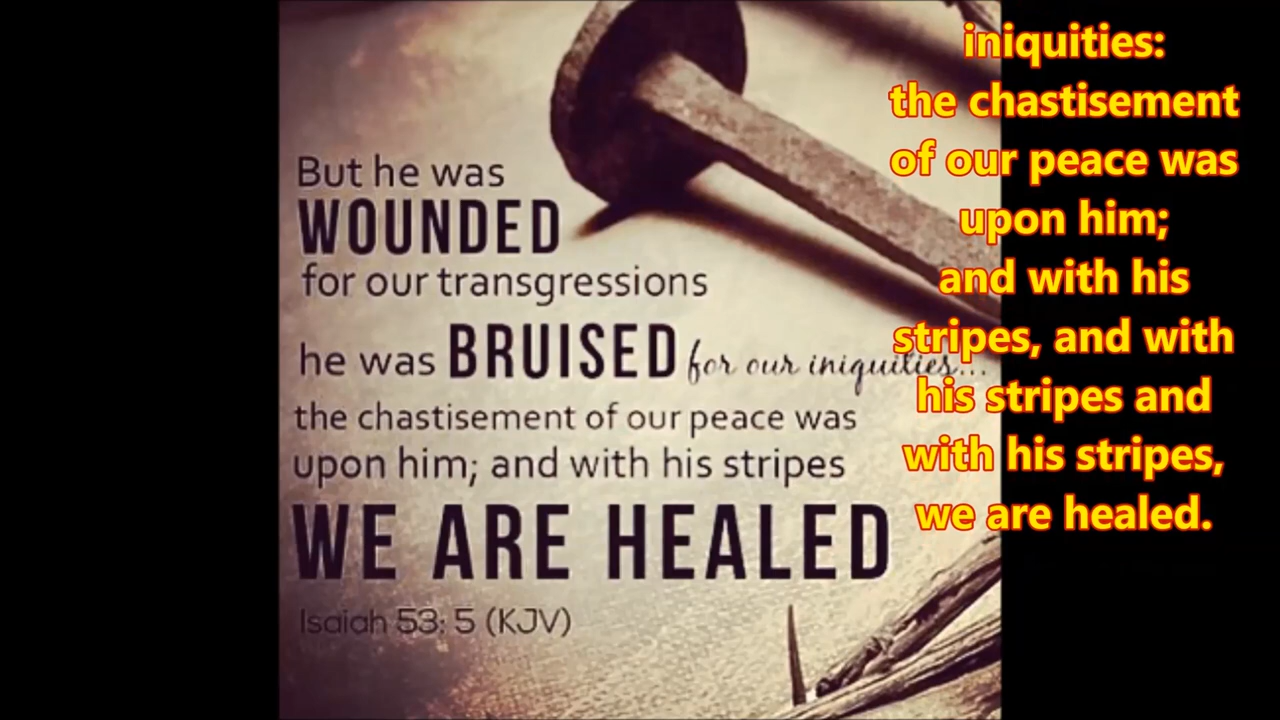 But he was
WOUNDED
for our transgressions
he was BRUISED for our iniquities...
the chastisement of our peace was
upon him; and with his stripes
WE ARE HEALED
Isaiah 53: 5 (KJV)
iniquities:
the chastisement
of our peace was
upon him;
and with his
stripes, and with
his stripes and
with his stripes,
we are healed.